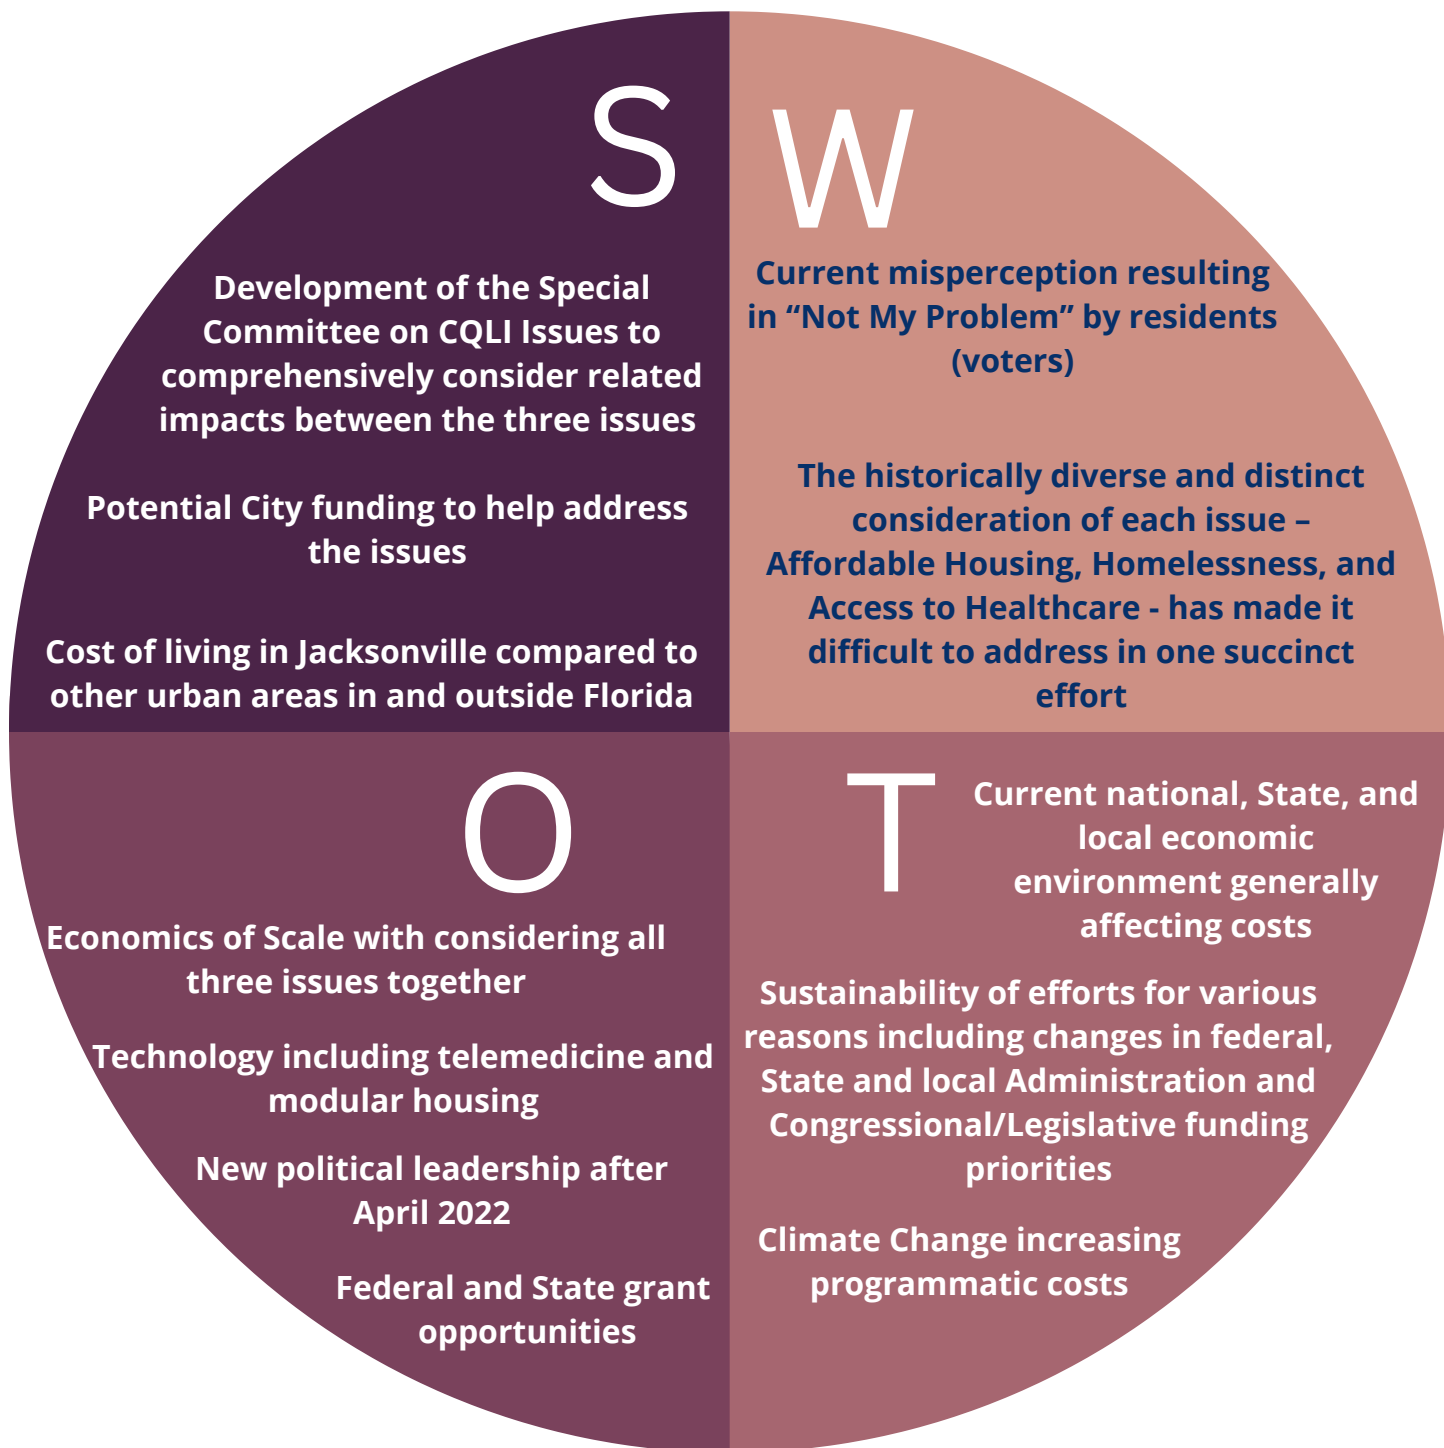 S
Development of the Special
Committee on CQLI Issues to
comprehensively consider related
impacts between the three issues
Potential City funding to help address
the issues
Cost of living in Jacksonville compared to
other urban areas in and outside Florida
W
Current misperception resulting
in “Not My Problem” by residents
(voters)
The historically diverse and distinct
consideration of each issue –
Affordable Housing, Homelessness, and
Access to Healthcare - has made it
difficult to address in one succinct
effort
O
Economics of Scale with considering all
three issues together
Technology including telemedicine and
modular housing
New political leadership after
April 2022
Federal and State grant
opportunities
T
Current national, State, and
local economic
environment generally
affecting costs
Sustainability of efforts for various
reasons including changes in federal,
State and local Administration and
Congressional/Legislative funding
priorities
Climate Change increasing
programmatic costs